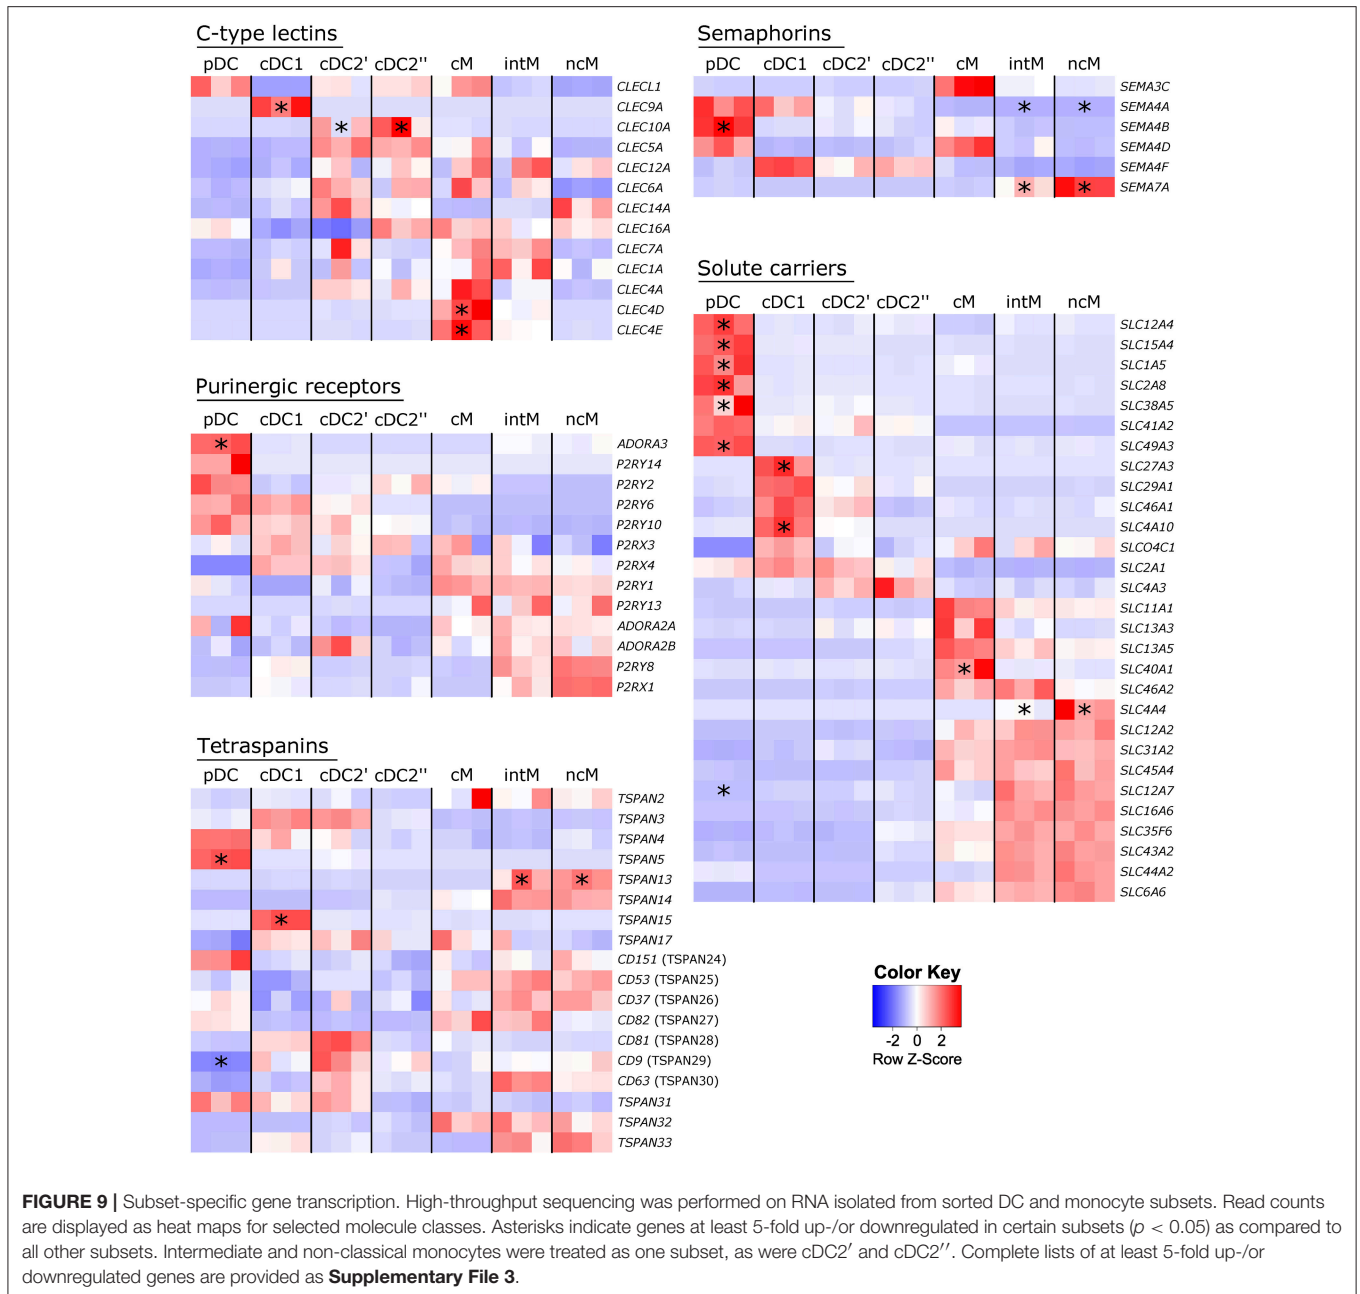 C-type lectins
pDC cDC1 cDC2' cDC2'' cM intM ncM
CLECL1
CLEC9A
*
CLEC10A
* *
CLEC5A
CLEC12A
CLEC6A
CLEC14A
CLEC16A
CLEC7A
CLEC1A
CLEC4A
CLEC4D
*
CLEC4E
*
Purinergic receptors
pDC cDC1 cDC2' cDC2'' cM intM ncM
ADORA3
*
P2RY14
P2RY2
P2RY6
P2RY10
P2RX3
P2RX4
P2RY1
P2RY13
ADORA2A
ADORA2B
P2RY8
P2RX1
Tetraspanins
pDC cDC1 cDC2' cDC2'' cM intM ncM
TSPAN2
TSPAN3
TSPAN4
TSPAN5
*
TSPAN13
* *
TSPAN14
TSPAN15
*
TSPAN17
CD151 (TSPAN24)
CD53 (TSPAN25)
CD37 (TSPAN26)
CD82 (TSPAN27)
CD81 (TSPAN28)
CD9 (TSPAN29)
*
CD63 (TSPAN30)
TSPAN31
TSPAN32
TSPAN33
Semaphorins
pDC cDC1 cDC2' cDC2'' cM intM ncM
SEMA3C
SEMA4A
* *
SEMA4B
*
SEMA4D
SEMA4F
SEMA7A
* *
Solute carriers
pDC cDC1 cDC2' cDC2'' cM intM ncM
SLC12A4
*
SLC15A4
*
SLC1A5
*
SLC2A8
*
SLC38A5
*
SLC41A2
SLC49A3
*
SLC27A3
*
SLC29A1
SLC46A1
SLC4A10
*
SLCO4C1
SLC2A1
SLC4A3
SLC11A1
SLC13A3
SLC13A5
SLC40A1
*
SLC46A2
SLC4A4
* *
SLC12A2
SLC31A2
SLC45A4
SLC12A7
*
SLC16A6
SLC35F6
SLC43A2
SLC44A2
SLC6A6
Color Key
-2 0 2
Row Z-Score
FIGURE 9 | Subset-specific gene transcription. High-throughput sequencing was performed on RNA isolated from sorted DC and monocyte subsets. Read counts
are displayed as heat maps for selected molecule classes. Asterisks indicate genes at least 5-fold up-/or downregulated in certain subsets (p < 0.05) as compared to
all other subsets. Intermediate and non-classical monocytes were treated as one subset, as were cDC2′ and cDC2′′. Complete lists of at least 5-fold up-/or
downregulated genes are provided as Supplementary File 3.